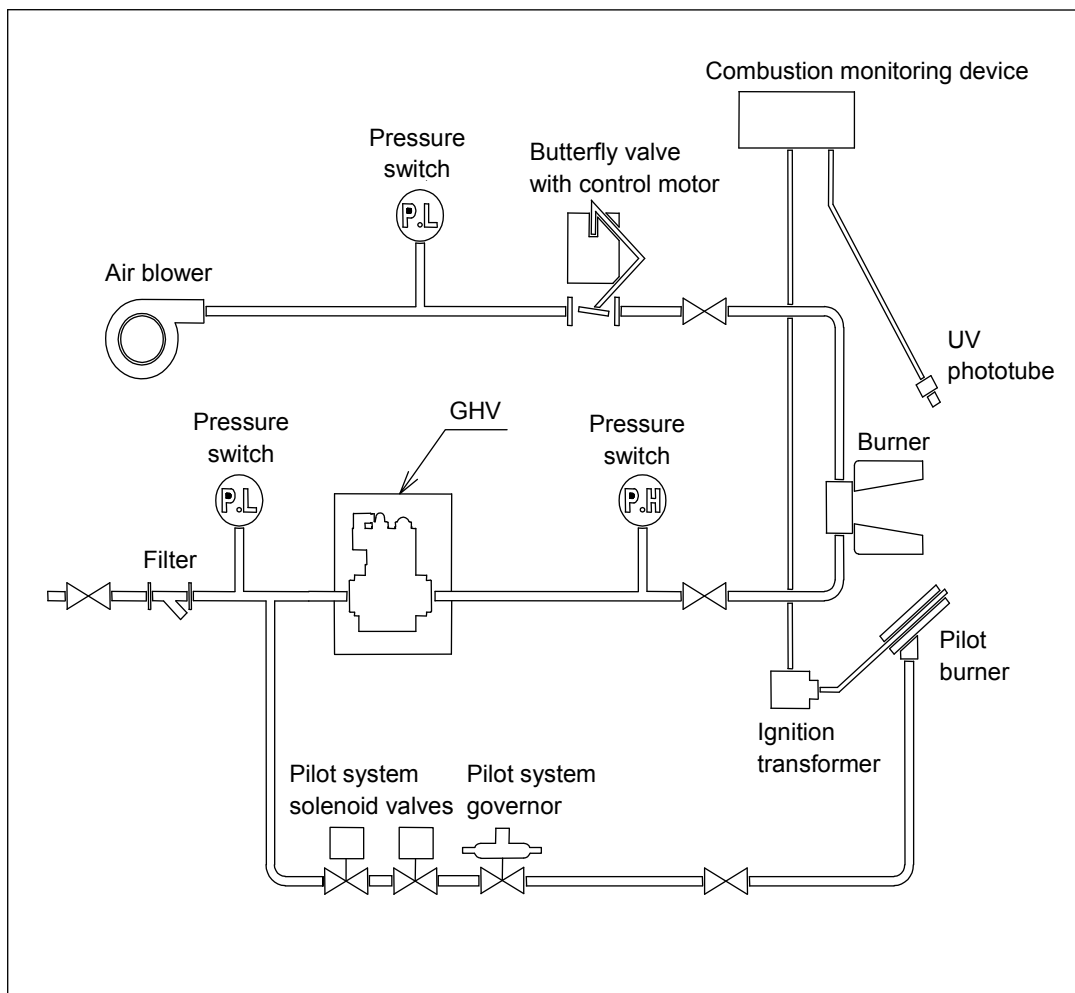 Combustion monitoring device
Pressure
switch
P.L
Butterfly valve
with control motor
Air blower
UV
phototube
GHV
Pressure
switch
P.L
Pressure
switch
P.H
Burner
Filter
Pilot
burner
Ignition
transformer
Pilot system
solenoid valves
Pilot system
governor